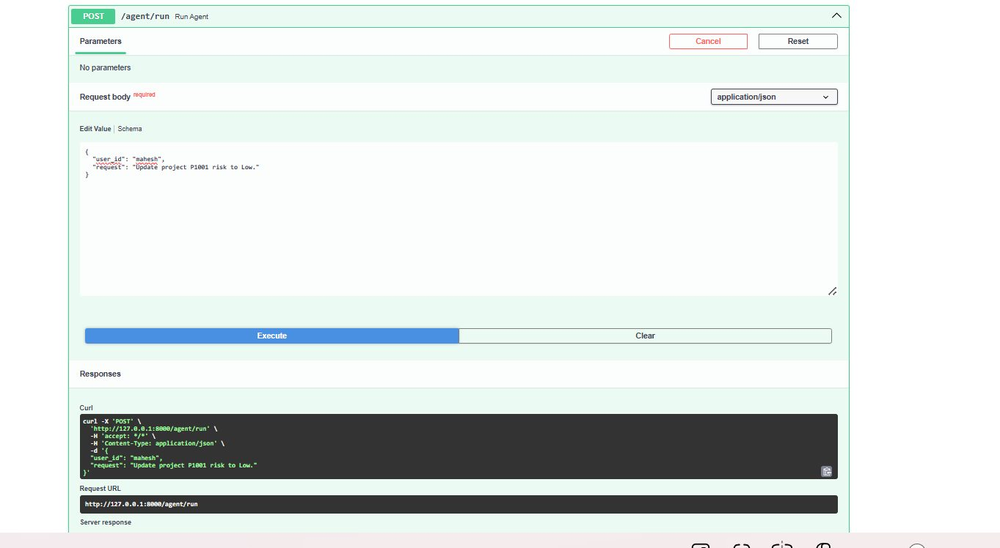 POST /agent/run Run Agent
Parameters
Cancel
Reset
No parameters
Request body required
application/json
Edit Value | Schema
{
  "user_id": "mahesh",
  "request": "Update project P1001 risk to Low."
}
Execute
Clear
Responses
Curl
curl -X 'POST' \
  'http://127.0.0.1:8000/agent/run' \
  -H 'accept: */*' \
  -H 'Content-Type: application/json' \
  -d '{
  "user_id": "mahesh",
  "request": "Update project P1001 risk to Low."
}'
Request URL
http://127.0.0.1:8000/agent/run
Server response